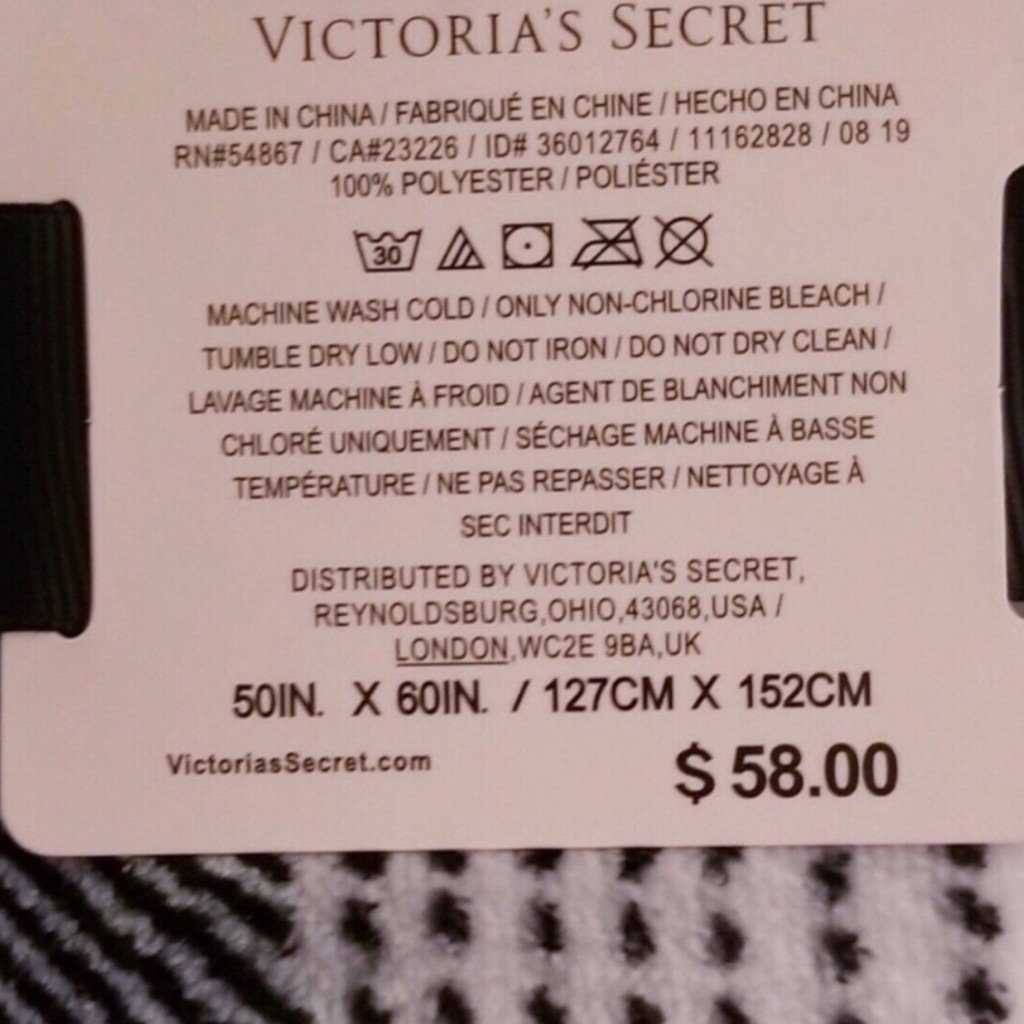 VICTORIA'S SECRET
MADE IN CHINA / FABRIQUÉ EN CHINE / HECHO EN CHINA
RN#54867 / CA#23226 / ID# 36012764 / 11162828 / 08 19
100% POLYESTER / POLIÉSTER
30
MACHINE WASH COLD / ONLY NON-CHLORINE BLEACH /
TUMBLE DRY LOW / DO NOT IRON / DO NOT DRY CLEAN /
LAVAGE MACHINE À FROID / AGENT DE BLANCHIMENT NON
CHLORÉ UNIQUEMENT / SÉCHAGE MACHINE À BASSE
TEMPÉRATURE / NE PAS REPASSER / NETTOYAGE À
SEC INTERDIT
DISTRIBUTED BY VICTORIA'S SECRET,
REYNOLDSBURG,OHIO,43068,USA /
LONDON,WC2E 9BA,UK
50IN. X 60IN. / 127CM X 152CM
VictoriasSecret.com $ 58.00